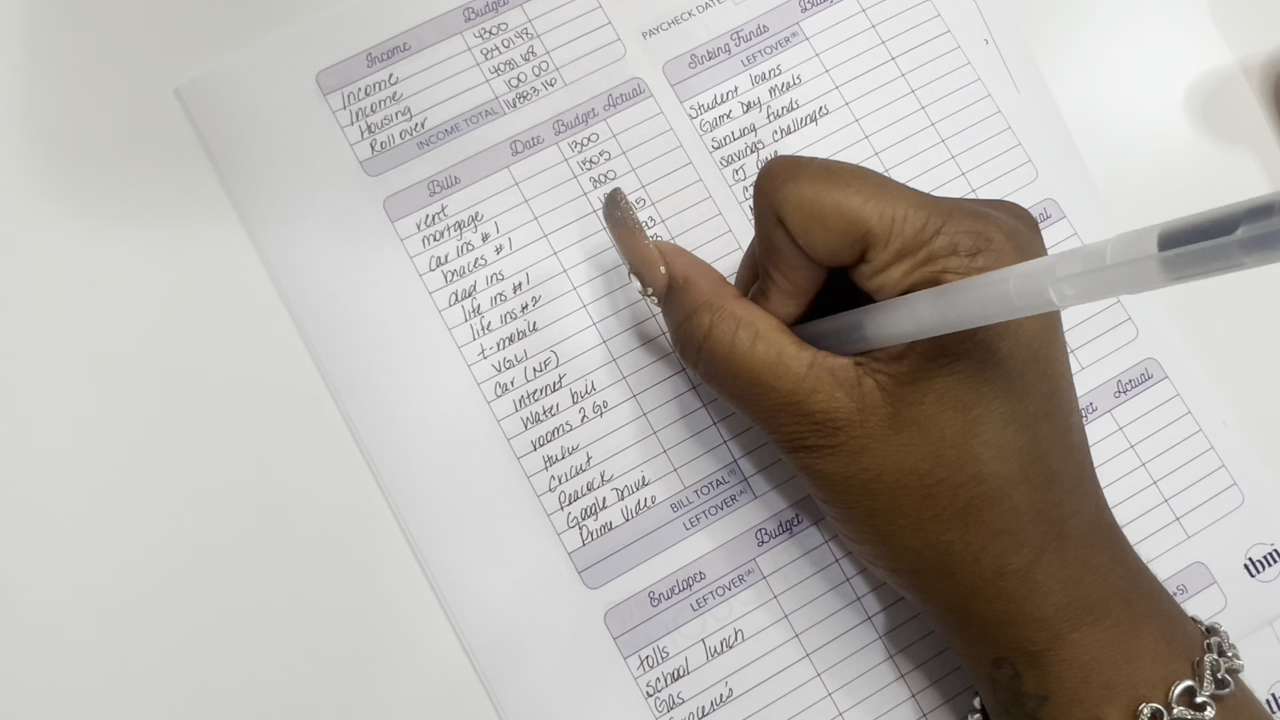 Income Budget
Income 4300
Income 8401.48
Housing 4081.68
Roll over 100.00
INCOME TOTAL 16883.16
Bills Date Budget Actual
rent 1300
mortgage 1505
car ins #1 200
braces #1
dad ins
life ins #1
life ins #2
t-mobile
VGLI
Car (NF)
Internet
Water bill
rooms 2 Go
Hulu
Cricut
Peacock
Google Drive
Prime Video
BILL TOTAL (T)
LEFTOVER (A)
Envelopes Budget
LEFTOVER (A)
tolls
school lunch
Gas
Groceries
PAYCHECK DATE
Sinking Funds
LEFTOVER (B)
Student loans
Game Day Meals
Sinking funds
Savings challenges
Actual
tbm